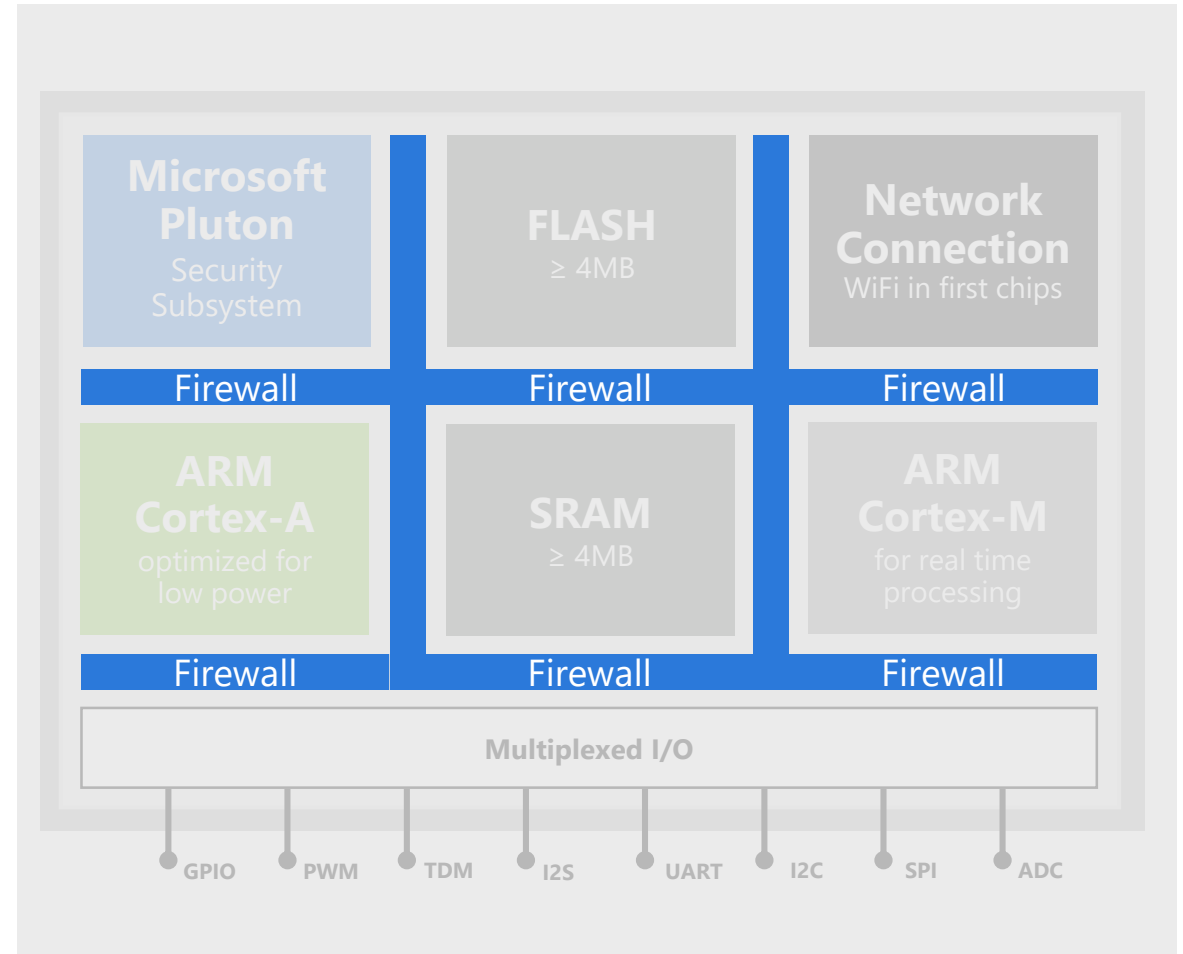 Microsoft
Pluton
Security
Subsystem
FLASH
≥ 4MB
Network
Connection
WiFi in first chips
Firewall
Firewall
Firewall
ARM
Cortex-A
optimized for
low power
SRAM
≥ 4MB
ARM
Cortex-M
for real time
processing
Firewall
Firewall
Firewall
Multiplexed I/O
GPIO
PWM
TDM
I2S
UART
I2C
SPI
ADC